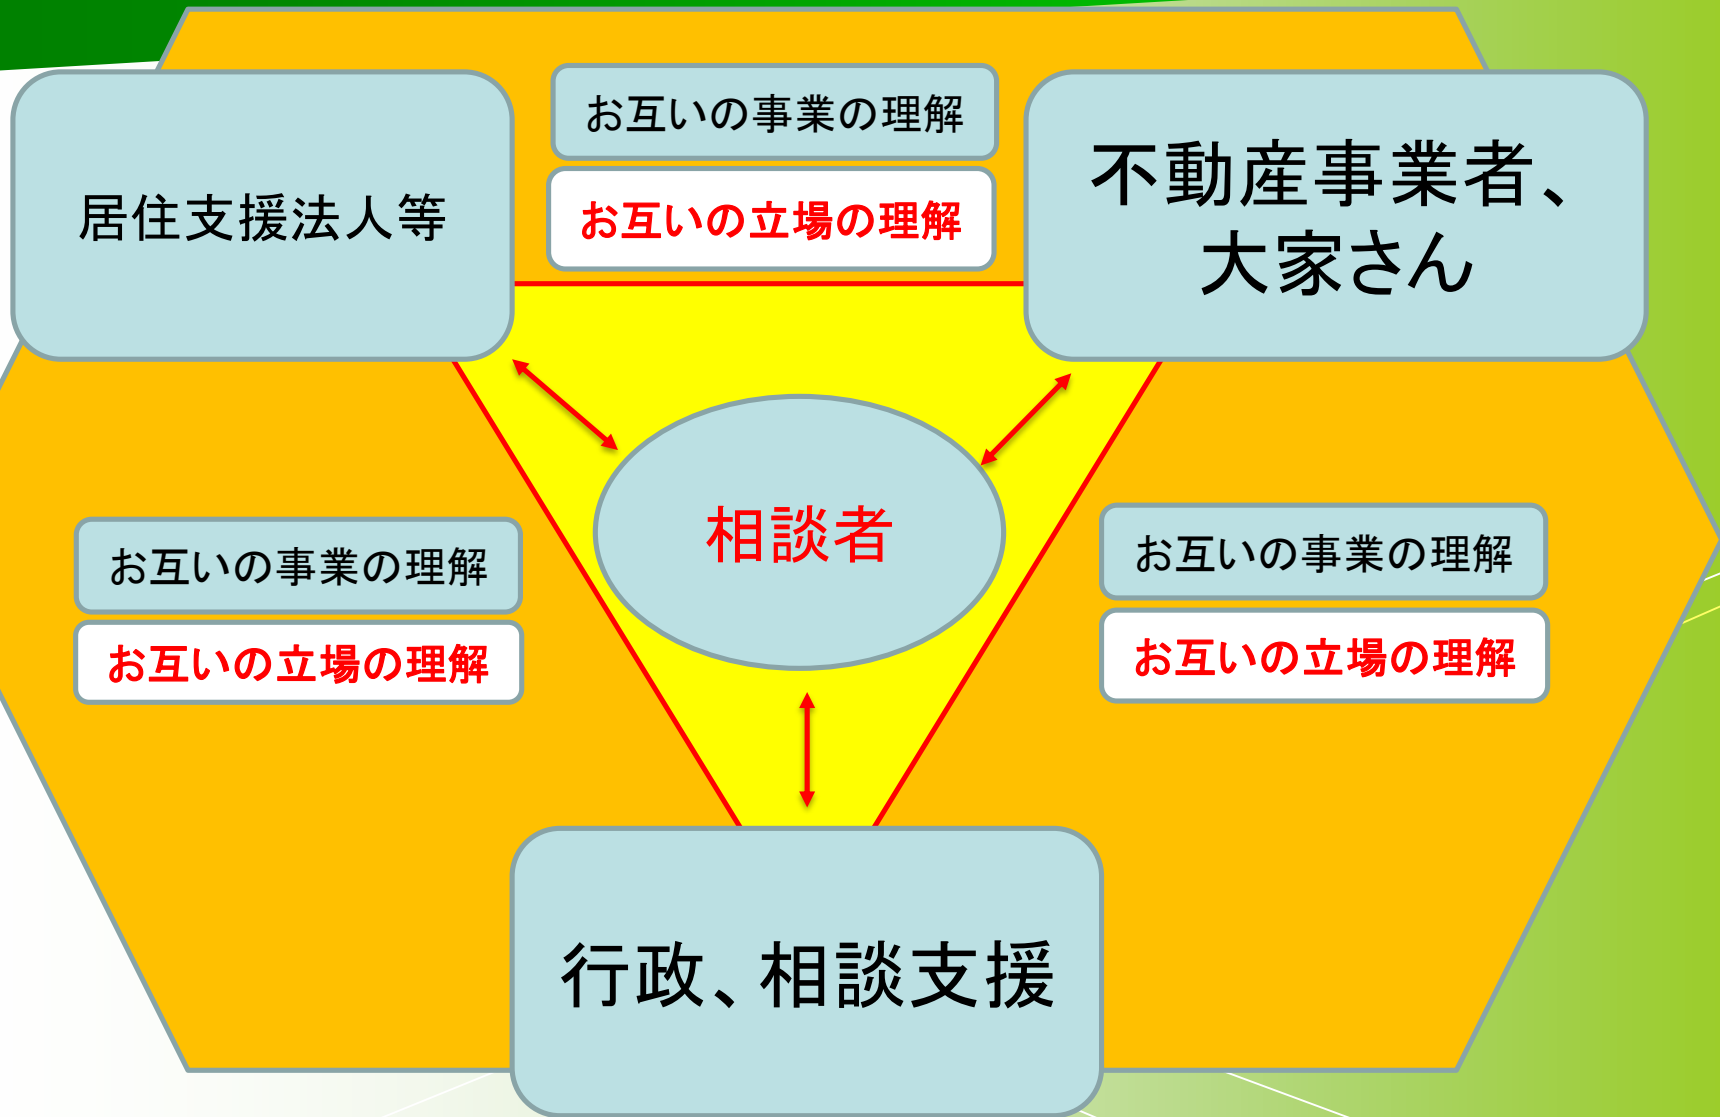 お互いの事業の理解
お互いの立場の理解
居住支援法人等
不動産事業者、
大家さん
相談者
お互いの事業の理解
お互いの立場の理解
お互いの事業の理解
お互いの立場の理解
行政、相談支援